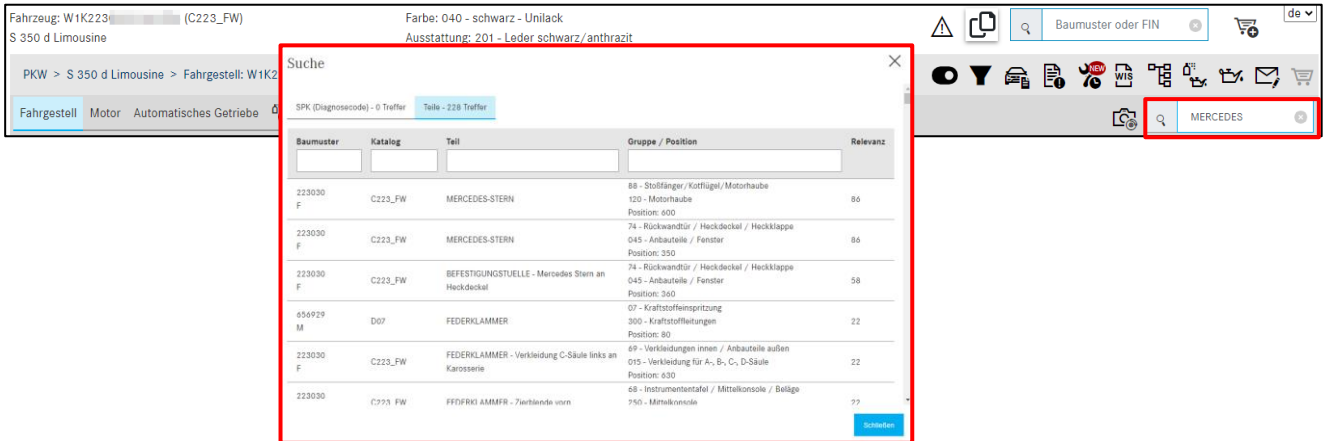 Fahrzeug: W1K223 (C223_FW)
S 350 d Limousine
Farbe: 040 - schwarz - Unilack
Ausstattung: 201 - Leder schwarz/anthrazit
Baumuster oder FIN
de
PKW > S 350 d Limousine > Fahrgestell: W1K2
NEW
WIS
Fahrgestell Motor Automatisches Getriebe
MERCEDES
Suche
SPK (Diagnosecode) - 0 Treffer Teile - 228 Treffer
Baumuster Katalog Teil Gruppe / Position Relevanz
223030
F
C223_FW
MERCEDES-STERN
88 - Stoßfänger/Kotflügel/Motorhaube
120 - Motorhaube
Position: 600
86
223030
F
C223_FW
MERCEDES-STERN
74 - Rückwandtür / Heckdeckel / Heckklappe
045 - Anbauteile / Fenster
Position: 350
86
223030
F
C223_FW
BEFESTIGUNGSTUELLE - Mercedes Stern an
Heckdeckel
74 - Rückwandtür / Heckdeckel / Heckklappe
045 - Anbauteile / Fenster
Position: 360
58
656929
M
D07
FEDERKLAMMER
07 - Kraftstoffeinspritzung
300 - Kraftstoffleitungen
Position: 80
22
223030
F
C223_FW
FEDERKLAMMER - Verkleidung C-Säule links an
Karosserie
69 - Verkleidungen innen / Anbauteile außen
015 - Verkleidung für A-, B-, C-, D-Säule
Position: 630
22
223030
C223_FW
FEDERKLAMMER - Zierblende vorn
68 - Instrumententafel / Mittelkonsole / Beläge
250 - Mittelkonsole
22
Schließen